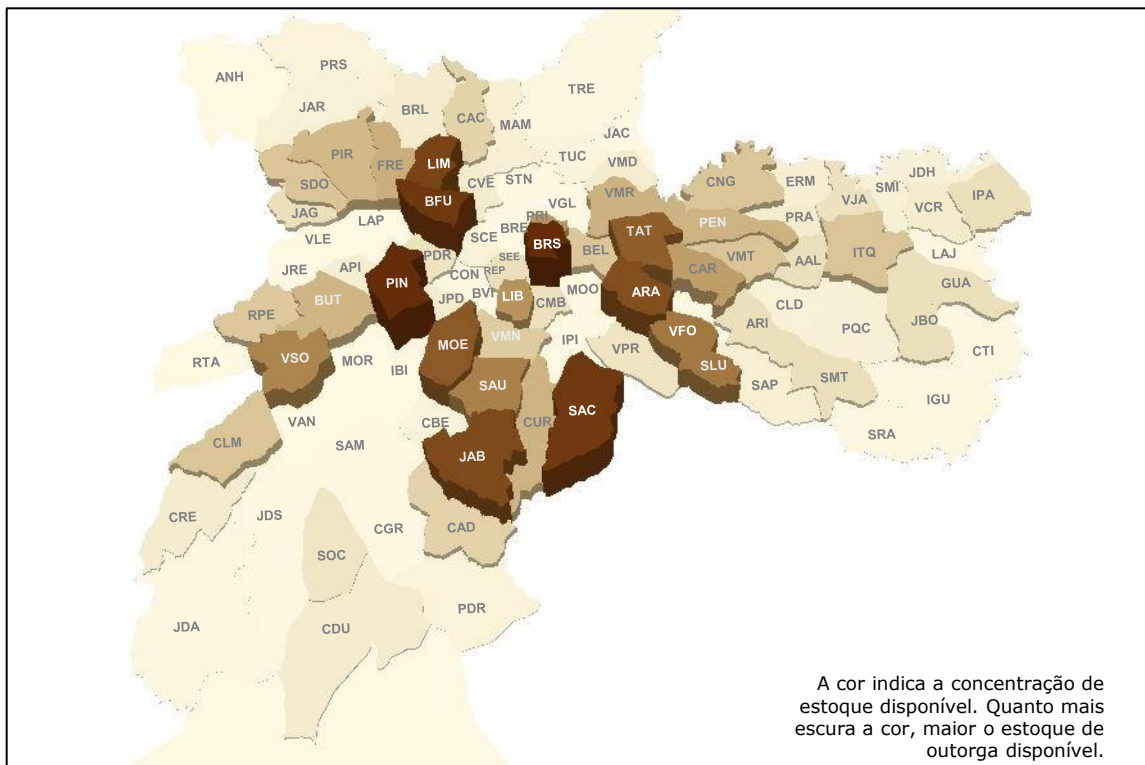 PRS
ANH
TRE
JAR
BRL
CAC
MAM
JAC
TUC
PIR
FRE
LIM
VMD
STN
CVE
SDO
CNG
ERM
SMI
JDH
VJA
IPA
VMR
BFU
VGL
JAG
LAP
PRI
PRA
VCR
PEN
BRE
TAT
VLE
SCE
BRS
BEL
PDR
SEE
VMT
AAL
ITQ
LAJ
JRE
API
CON
REP
CAR
PIN
GUA
BUT
JPD
BVI
LIB
CMB
MOO
ARA
CLD
RPE
ARI
JBO
VFO
PQC
VMN
IPI
MOE
VPR
CTI
RTA
VSO
MOR
IBI
SLU
SMT
SAP
SAU
IGU
SAC
VAN
CBE
CUR
SRA
CLM
SAM
JAB
CRE
JDS
CGR
CAD
SOC
PDR
JDA
CDU
A cor indica a concentração de
estoque disponível. Quanto mais
escura a cor, maior o estoque de
outorga disponível.